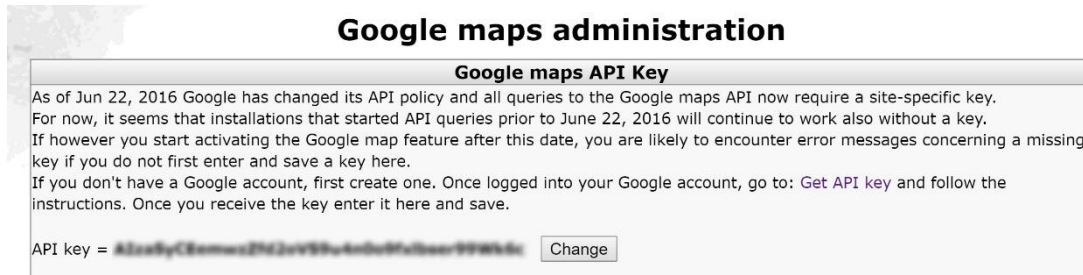 Google maps administration
Google maps API Key
As of Jun 22, 2016 Google has changed its API policy and all queries to the Google maps API now require a site-specific key.
For now, it seems that installations that started API queries prior to June 22, 2016 will continue to work also without a key.
If however you start activating the Google map feature after this date, you are likely to encounter error messages concerning a missing
key if you do not first enter and save a key here.
If you don't have a Google account, first create one. Once logged into your Google account, go to: Get API key and follow the
instructions. Once you receive the key enter it here and save.
API key = Change